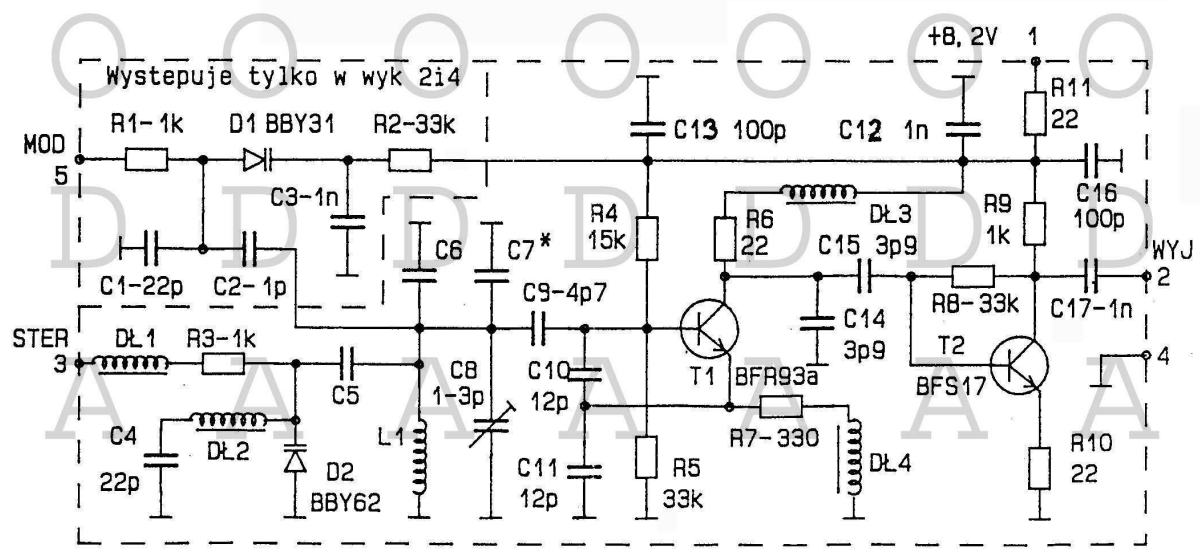 +8,2V 1
Wystepuje tylko w wyk 2i4
R1-1k
D1 BBY31
R2-33k
C13 100p
C12 1n
R11
22
MOD
5
C3-1n
C16
100p
R4
15k
R6
22
DŁ3
R9
1k
C6
C7*
C15
3p9
WYJ
2
C1-22p
C2-1p
C9-4p7
R8-33k
C17-1n
STER
3
DŁ1
R3-1k
C14
3p9
T2
BFS17
4
C5
C8
1-3p
C10
12p
T1
BFR93a
C4
22p
DŁ2
L1
R7-330
D2
BBY62
C11
12p
R5
33k
DŁ4
R10
22
O O O O O O O
D D D D D D D
A A A A A A A